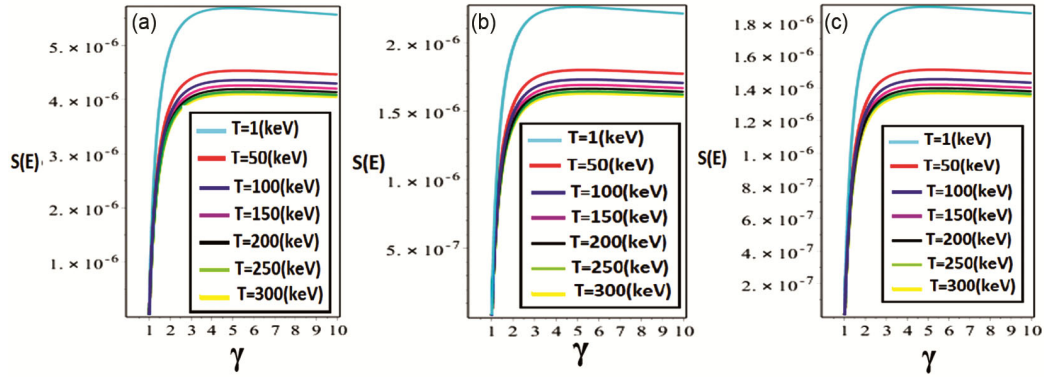 (a)
5. × 10⁻⁶
4. × 10⁻⁶
3. × 10⁻⁶
2. × 10⁻⁶
1. × 10⁻⁶
S(E)
T=1(keV)
T=50(keV)
T=100(keV)
T=150(keV)
T=200(keV)
T=250(keV)
T=300(keV)
1 2 3 4 5 6 7 8 9 10
γ
(b)
2. × 10⁻⁶
1.5 × 10⁻⁶
1. × 10⁻⁶
5. × 10⁻⁷
S(E)
T=1(keV)
T=50(keV)
T=100(keV)
T=150(keV)
T=200(keV)
T=250(keV)
T=300(keV)
1 2 3 4 5 6 7 8 9 10
γ
(c)
1.8 × 10⁻⁶
1.6 × 10⁻⁶
1.4 × 10⁻⁶
1.2 × 10⁻⁶
1. × 10⁻⁶
8. × 10⁻⁷
6. × 10⁻⁷
4. × 10⁻⁷
2. × 10⁻⁷
S(E)
T=1(keV)
T=50(keV)
T=100(keV)
T=150(keV)
T=200(keV)
T=250(keV)
T=300(keV)
1 2 3 4 5 6 7 8 9 10
γ